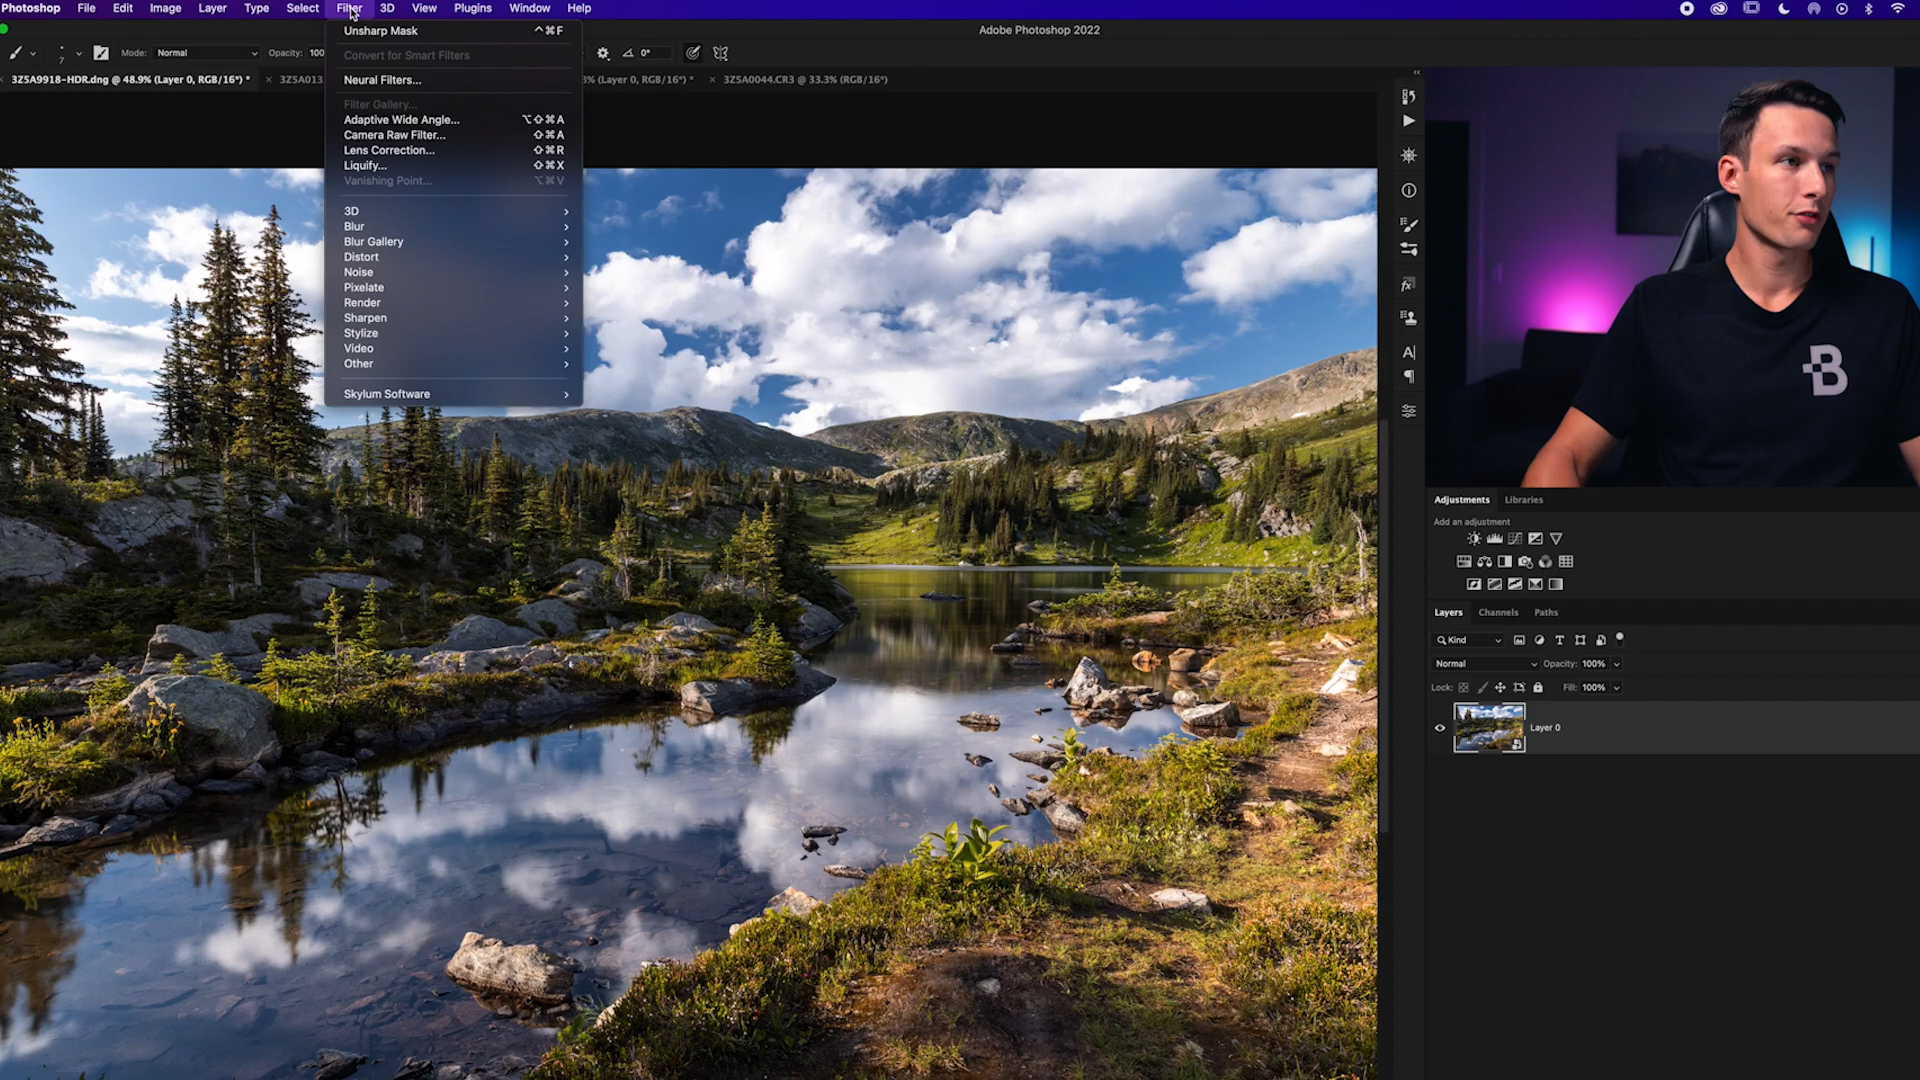 Photoshop File Edit Image Layer Type Select Filter 3D View Plugins Window Help
Adobe Photoshop 2022
7 Mode: Normal Opacity: 100 0°
3Z5A9918-HDR.dng @ 48.9% (Layer 0, RGB/16*) * × 3Z5A013 % (Layer 0, RGB/16*) * × 3Z5A0044.CR3 @ 33.3% (RGB/16*)
Unsharp Mask ^⌘F
Convert for Smart Filters
Neural Filters...
Filter Gallery...
Adaptive Wide Angle... ⌥⇧⌘A
Camera Raw Filter... ⇧⌘A
Lens Correction... ⇧⌘R
Liquify... ⇧⌘X
Vanishing Point... ⌥⌘V
3D
Blur
Blur Gallery
Distort
Noise
Pixelate
Render
Sharpen
Stylize
Video
Other
Skylum Software
B
Adjustments Libraries
Add an adjustment
Layers Channels Paths
Kind
Normal Opacity: 100%
Lock: Fill: 100%
Layer 0